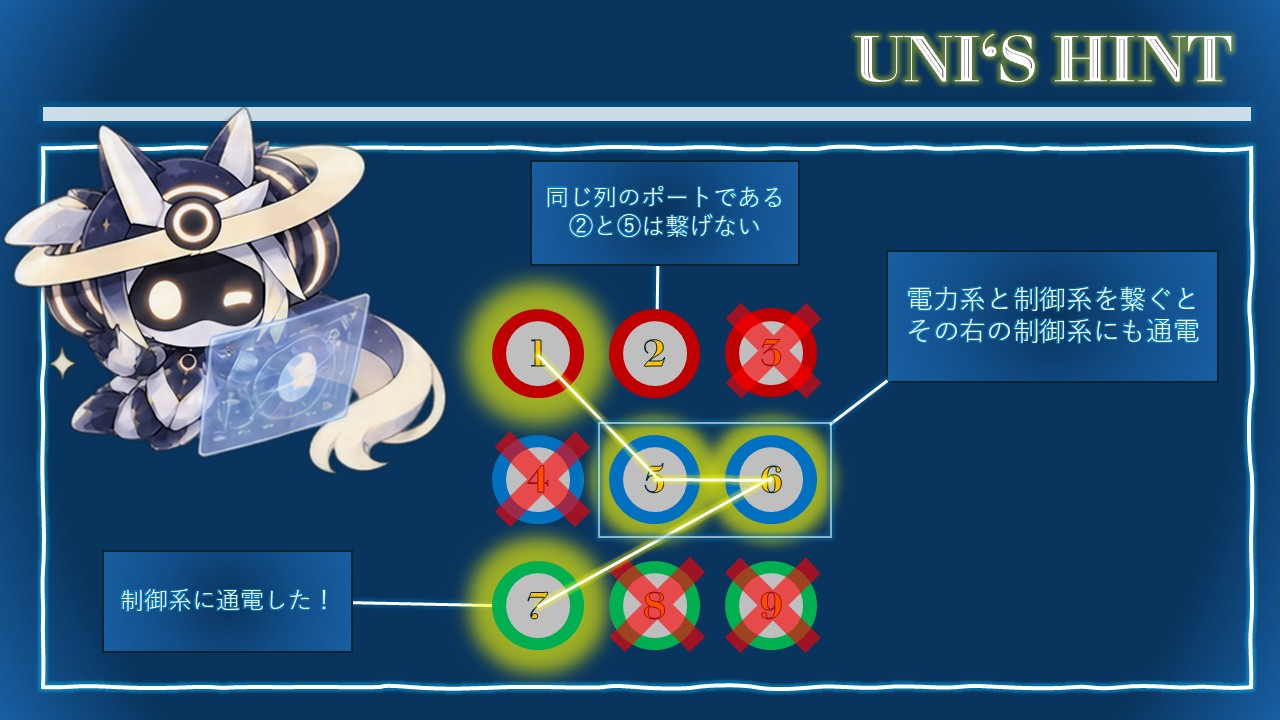 UNI‘S HINT
同じ列のポートである
②と⑤は繋げない
電力系と制御系を繋ぐと
その右の制御系にも通電
1 2 3
4 5 6
制御系に通電した！
7 8 9